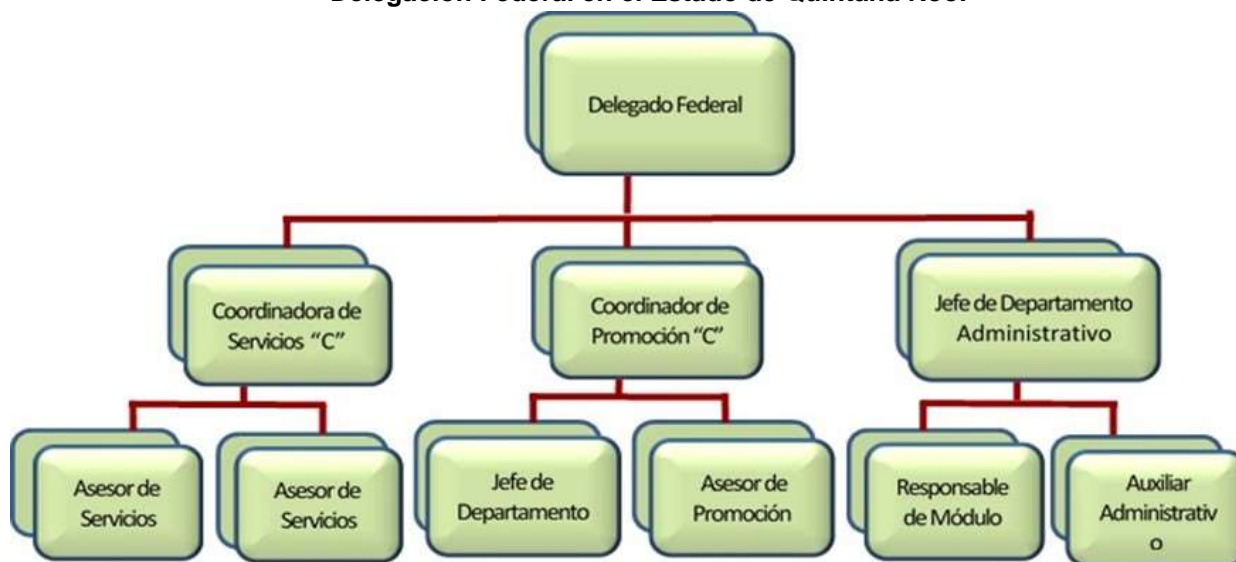 Delegación Federal en el Estado de Quintana Roo.
Delegado Federal
Coordinadora de
Servicios “C”
Coordinador de
Promoción “C”
Jefe de Departamento
Administrativo
Asesor de
Servicios
Asesor de
Servicios
Jefe de
Departamento
Asesor de
Promoción
Responsable
de Módulo
Auxiliar
Administrativ
o